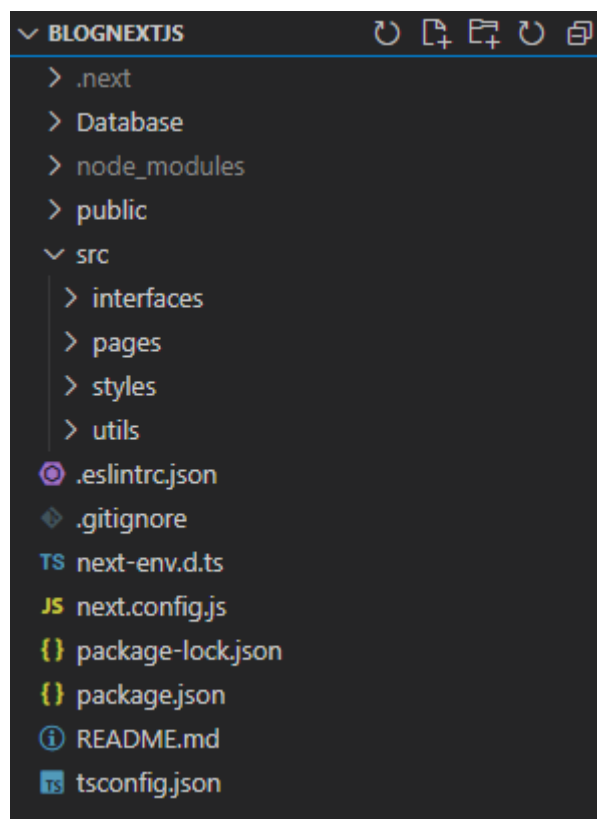 BLOGNEXTJS
.next
Database
node_modules
public
src
interfaces
pages
styles
utils
.eslintrc.json
.gitignore
TS next-env.d.ts
JS next.config.js
{} package-lock.json
{} package.json
README.md
TS tsconfig.json